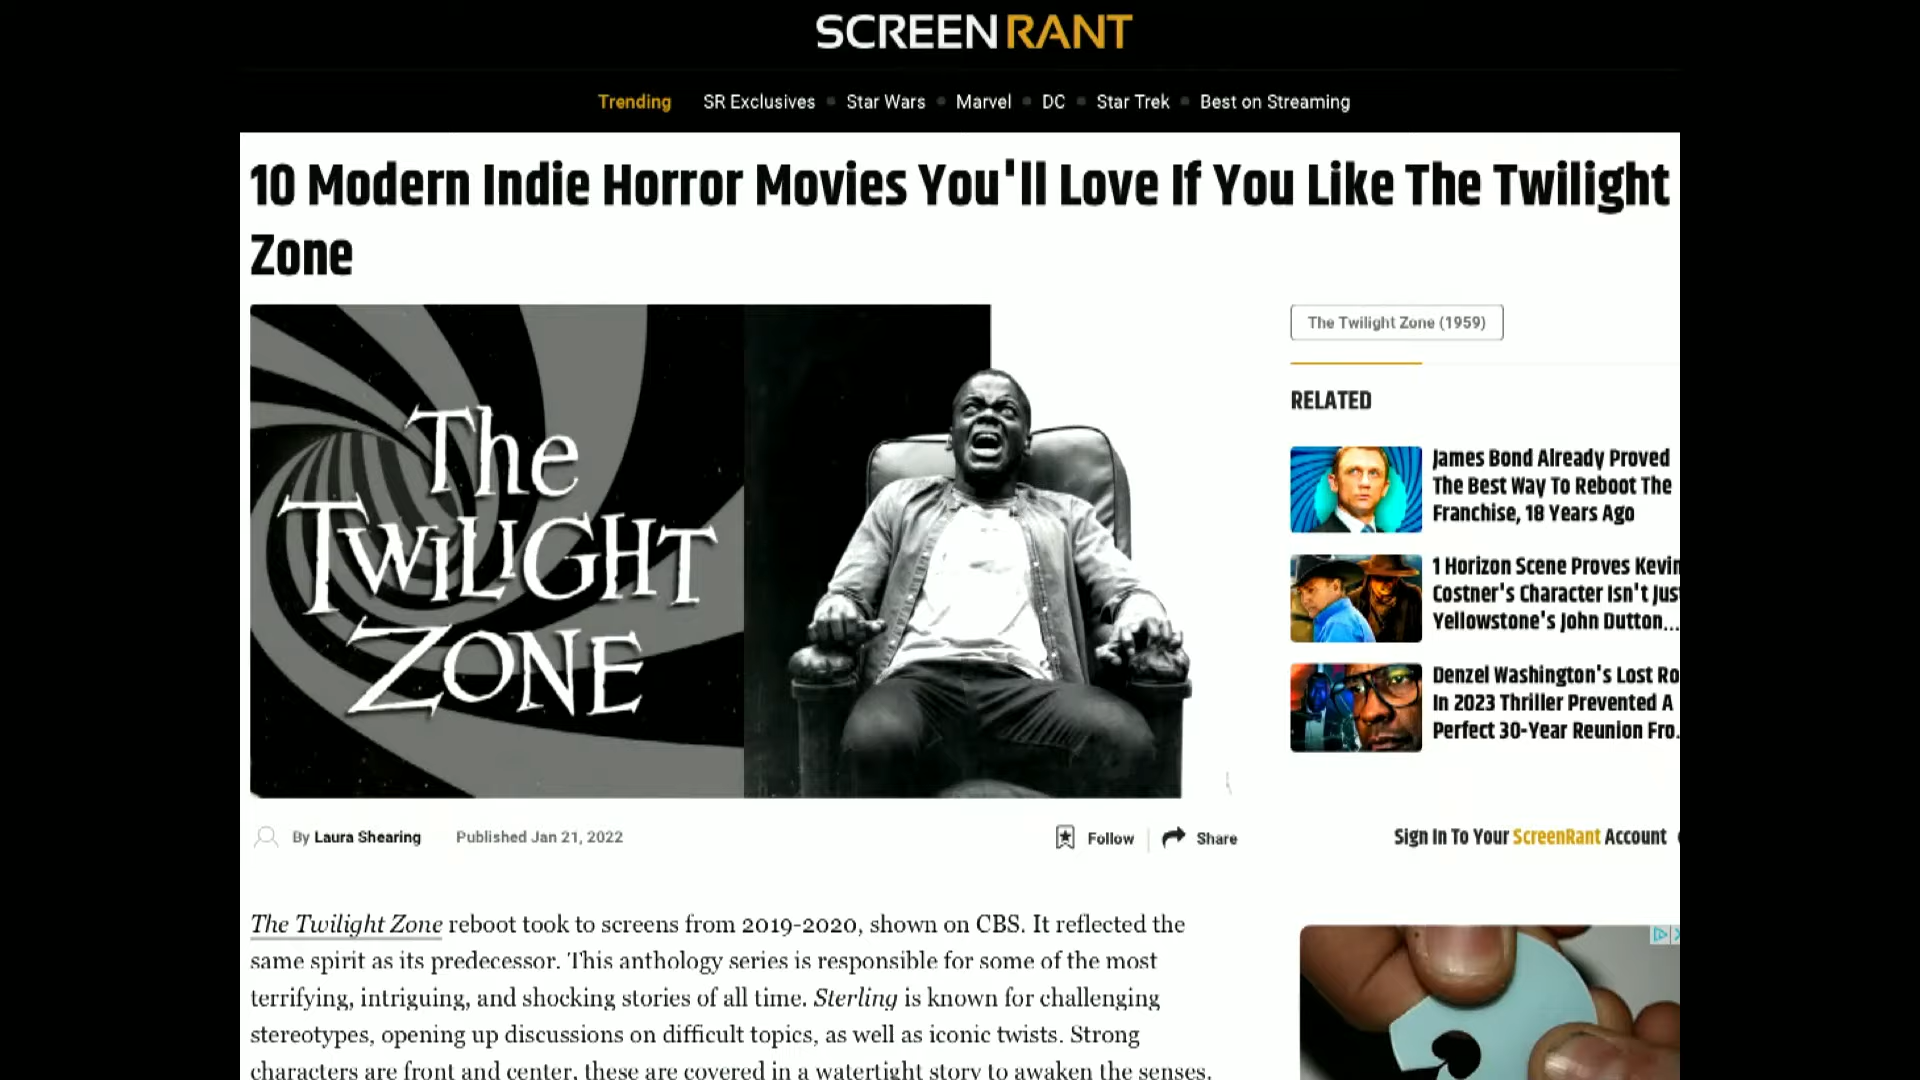 SCREENRANT
Trending SR Exclusives Star Wars Marvel DC Star Trek Best on Streaming
10 Modern Indie Horror Movies You'll Love If You Like The Twilight
Zone
The
TWILIGHT
ZONE
By Laura Shearing Published Jan 21, 2022
Follow Share
The Twilight Zone reboot took to screens from 2019-2020, shown on CBS. It reflected the
same spirit as its predecessor. This anthology series is responsible for some of the most
terrifying, intriguing, and shocking stories of all time. Sterling is known for challenging
stereotypes, opening up discussions on difficult topics, as well as iconic twists. Strong
characters are front and center, these are covered in a watertight story to awaken the senses.
The Twilight Zone (1959)
RELATED
James Bond Already Proved
The Best Way To Reboot The
Franchise, 18 Years Ago
1 Horizon Scene Proves Kevin
Costner's Character Isn't Jus
Yellowstone's John Dutton...
Denzel Washington's Lost Ro
In 2023 Thriller Prevented A
Perfect 30-Year Reunion Fro.
Sign In To Your ScreenRant Account